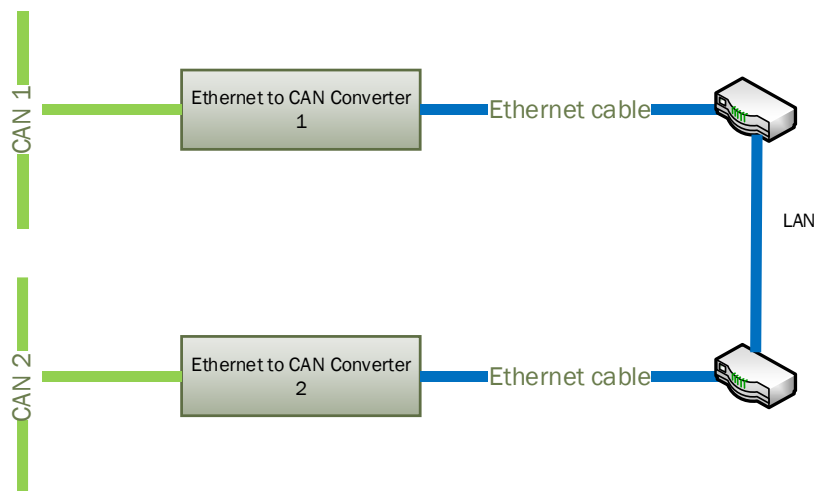 CAN 1
Ethernet to CAN Converter
1
Ethernet cable
LAN
CAN 2
Ethernet to CAN Converter
2
Ethernet cable